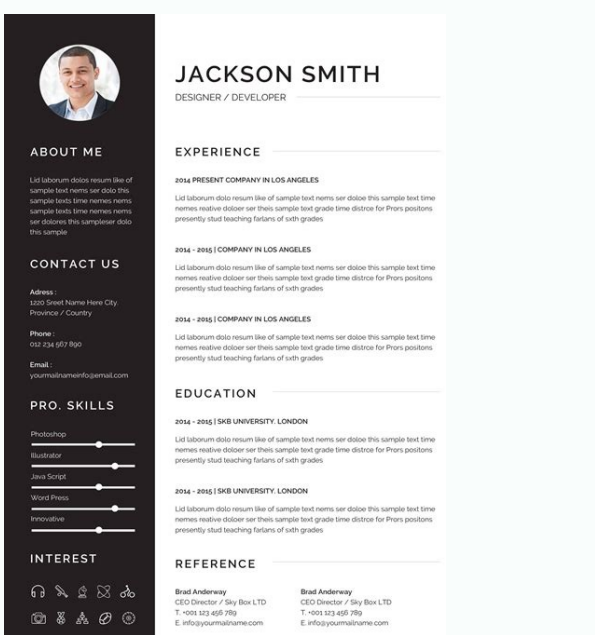 JACKSON SMITH
DESIGNER / DEVELOPER
ABOUT ME
Lid laborum dolos resum like of
sample text nems ser dolo this
sample texts time nemes nems
sample texts time nemes nems
ser dolores this sampleser dolo
this sample
CONTACT US
Adress :
1220 Sreet Name Here City.
Province / Country
Phone :
012 234 567 890
Email :
yourmailnameinfo@email.com
PRO. SKILLS
Photoshop
Illustrator
Java Script
Word Press
Innovative
INTEREST
EXPERIENCE
2014 PRESENT COMPANY IN LOS ANGELES
Lid laborum dolo resum like of sample text nems ser doloe this sample text time
nemes reative doloer ser theis sample text grade time distrce for Prors positons
presently stud teaching farlans of sxth grades
2014 - 2015 | COMPANY IN LOS ANGELES
Lid laborum dolo resum like of sample text nems ser doloe this sample text time
nemes reative doloer ser theis sample text grade time distrce for Prors positons
presently stud teaching farlans of sxth grades
2014 - 2015 | COMPANY IN LOS ANGELES
Lid laborum dolo resum like of sample text nems ser doloe this sample text time
nemes reative doloer ser theis sample text grade time distrce for Prors positons
presently stud teaching farlans of sxth grades
EDUCATION
2014 - 2015 | SKB UNIVERSITY. LONDON
Lid laborum dolo resum like of sample text nems ser doloe this sample text time
nemes reative doloer ser theis sample text grade time distrce for Prors positons
presently stud teaching farlans of sxth grades
2014 - 2015 | SKB UNIVERSITY. LONDON
Lid laborum dolo resum like of sample text nems ser doloe this sample text time
nemes reative doloer ser theis sample text grade time distrce for Prors positons
presently stud teaching farlans of sxth grades
REFERENCE
Brad Anderway
CEO Director / Sky Box LTD
T. +001 123 456 789
E. info@yourmailname.com
Brad Anderway
CEO Director / Sky Box LTD
T. +001 123 456 789
E. info@yourmailname.com